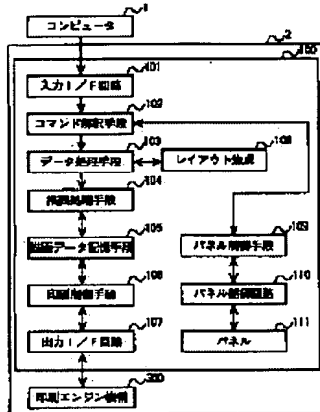 コンピュータ
1
2
100
101
入力I/F回路
102
コマンド解釈手段
103
データ処理手段
108
レイアウト生成
104
描画処理手段
105
描画データ記憶手段
109
パネル制御手段
106
印刷制御手段
110
パネル制御回路
107
出力I/F回路
111
パネル
200
印刷エンジン機構